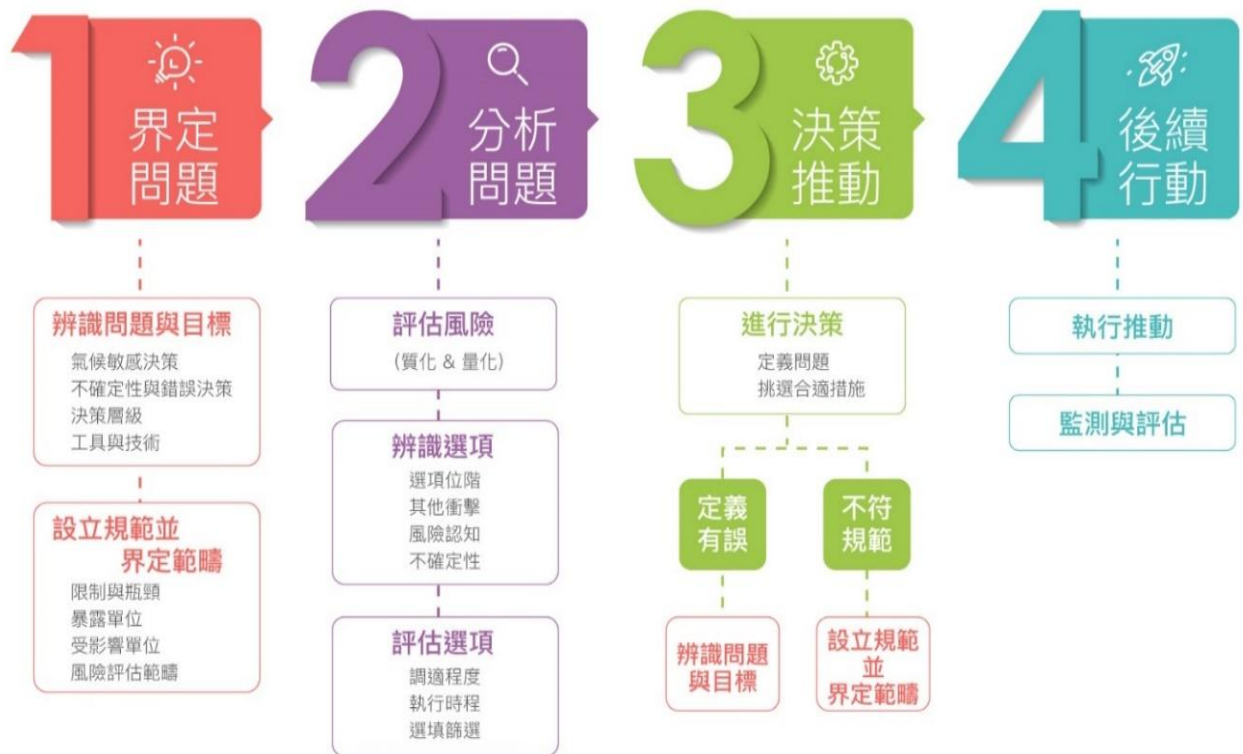 1
界定
問題
辨識問題與目標
氣候敏感決策
不確定性與錯誤決策
決策層級
工具與技術
設立規範並
界定範疇
限制與瓶頸
暴露單位
受影響單位
風險評估範疇
2
分析
問題
評估風險
(質化 & 量化)
辨識選項
選項位階
其他衝擊
風險認知
不確定性
評估選項
調適程度
執行時程
選填篩選
3
決策
推動
進行決策
定義問題
挑選合適措施
定義
有誤
辨識問題
與目標
不符
規範
設立規範
並
界定範疇
4
後續
行動
執行推動
監測與評估